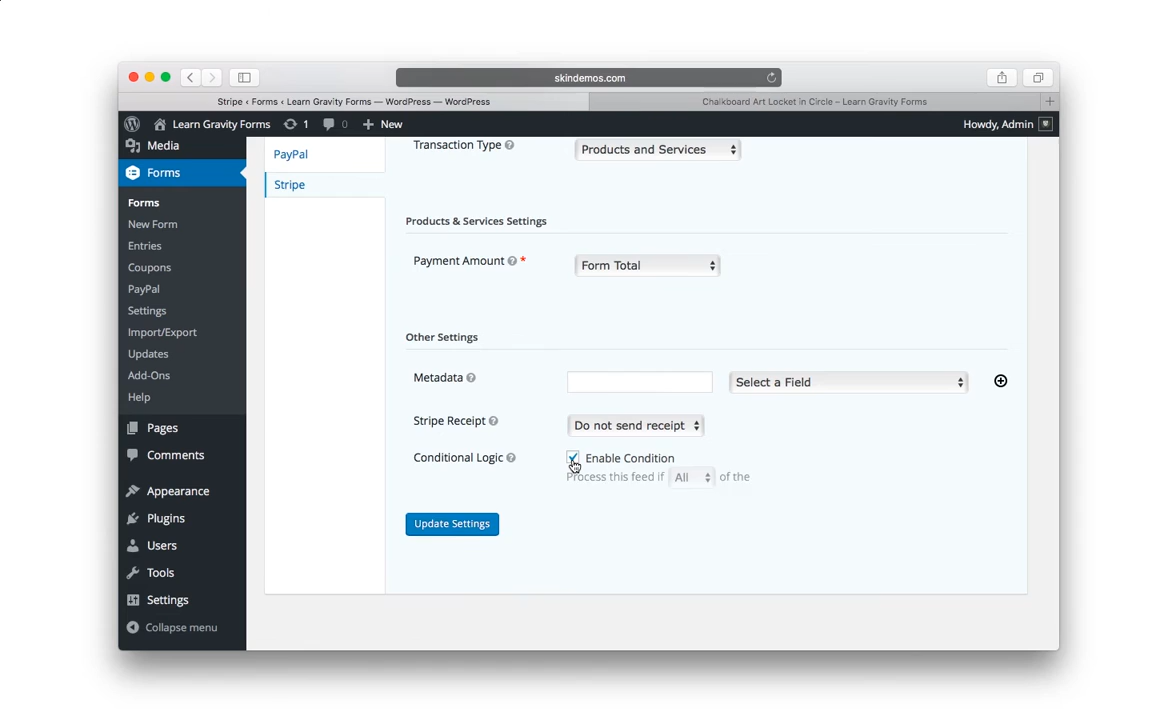 skindemos.com
Stripe ‹ Forms ‹ Learn Gravity Forms — WordPress — WordPress
Chalkboard Art Locket in Circle – Learn Gravity Forms
Learn Gravity Forms 1 0 New
Howdy, Admin
Media
Forms
Forms
New Form
Entries
Coupons
PayPal
Settings
Import/Export
Updates
Add-Ons
Help
Pages
Comments
Appearance
Plugins
Users
Tools
Settings
Collapse menu
PayPal
Stripe
Transaction Type Products and Services
Products & Services Settings
Payment Amount * Form Total
Other Settings
Metadata Select a Field
Stripe Receipt Do not send receipt
Conditional Logic Enable Condition
Process this feed if All of the
Update Settings